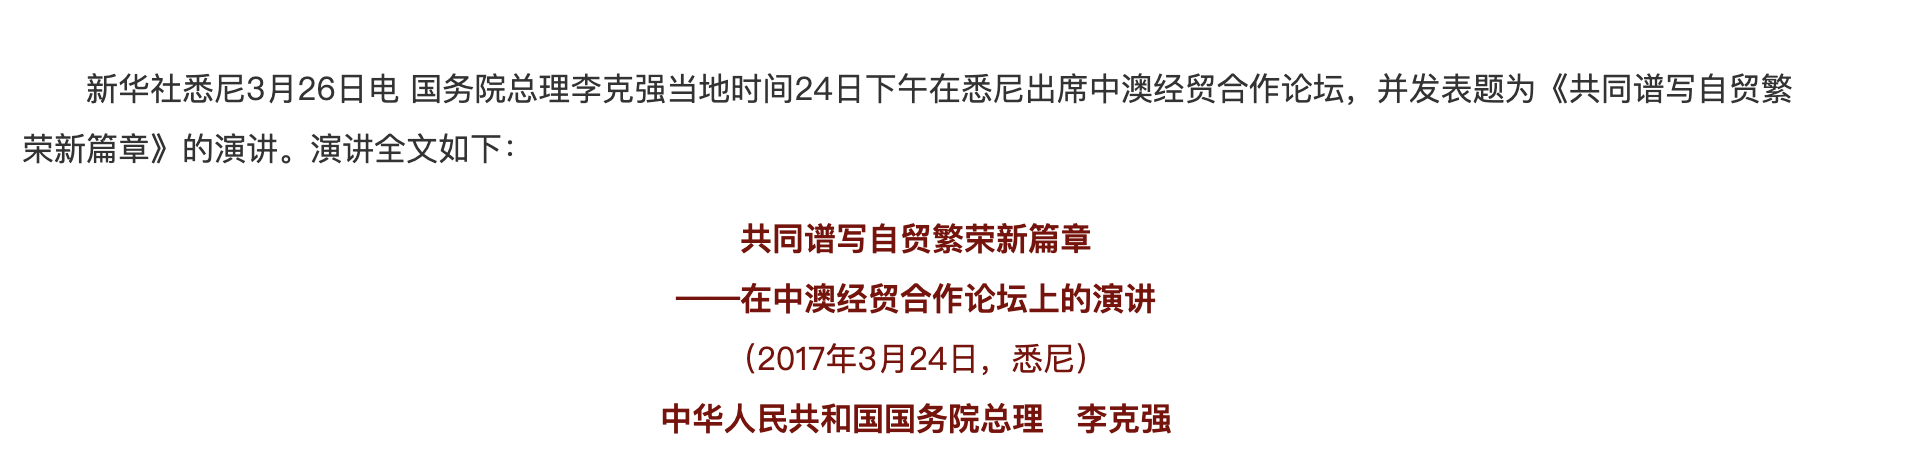 新华社悉尼3月26日电 国务院总理李克强当地时间24日下午在悉尼出席中澳经贸合作论坛，并发表题为《共同谱写自贸繁
荣新篇章》的演讲。演讲全文如下：
共同谱写自贸繁荣新篇章
——在中澳经贸合作论坛上的演讲
（2017年3月24日，悉尼）
中华人民共和国国务院总理　李克强